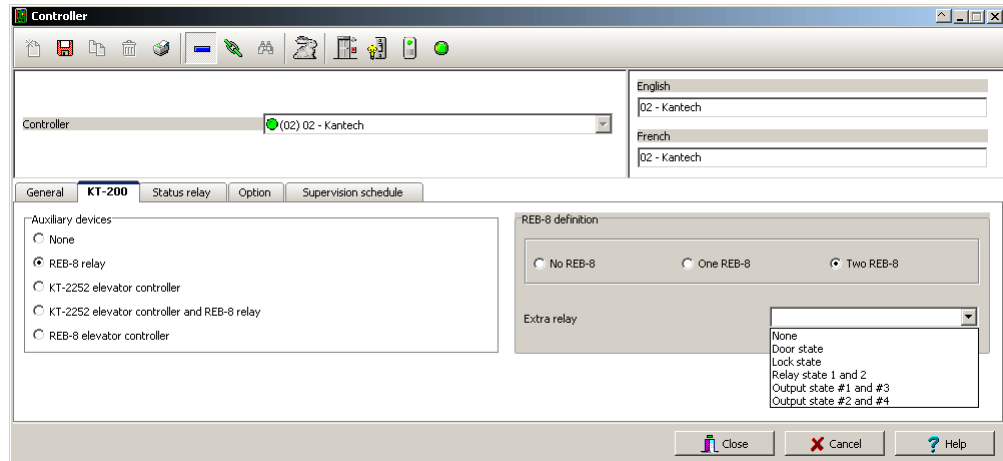 Controller
English
02 - Kantech
Controller
(02) 02 - Kantech
French
02 - Kantech
General KT-200 Status relay Option Supervision schedule
Auxiliary devices
None
REB-8 relay
KT-2252 elevator controller
KT-2252 elevator controller and REB-8 relay
REB-8 elevator controller
REB-8 definition
No REB-8 One REB-8 Two REB-8
Extra relay
None
Door state
Lock state
Relay state 1 and 2
Output state #1 and #3
Output state #2 and #4
Close Cancel Help